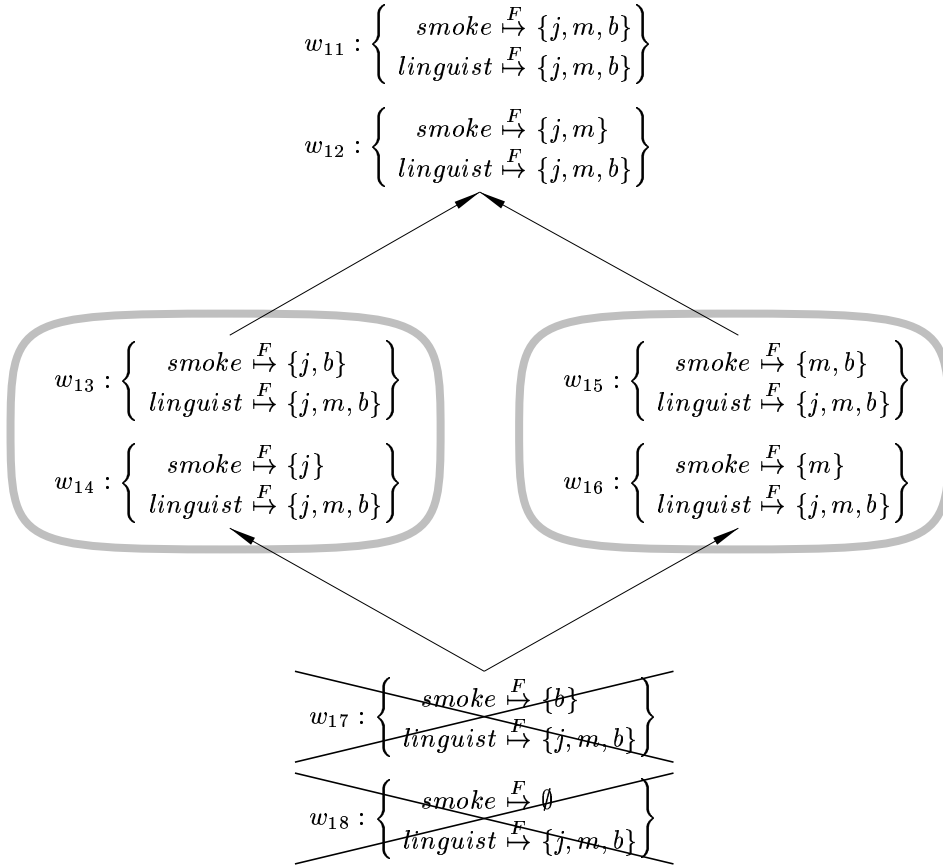 w₁₁ : { smoke ↦ᶠ {j, m, b}
linguist ↦ᶠ {j, m, b} }
w₁₂ : { smoke ↦ᶠ {j, m}
linguist ↦ᶠ {j, m, b} }
w₁₃ : { smoke ↦ᶠ {j, b}
linguist ↦ᶠ {j, m, b} }
w₁₄ : { smoke ↦ᶠ {j}
linguist ↦ᶠ {j, m, b} }
w₁₅ : { smoke ↦ᶠ {m, b}
linguist ↦ᶠ {j, m, b} }
w₁₆ : { smoke ↦ᶠ {m}
linguist ↦ᶠ {j, m, b} }
w₁₇ : { smoke ↦ᶠ {b}
linguist ↦ᶠ {j, m, b} }
w₁₈ : { smoke ↦ᶠ ∅
linguist ↦ᶠ {j, m, b} }